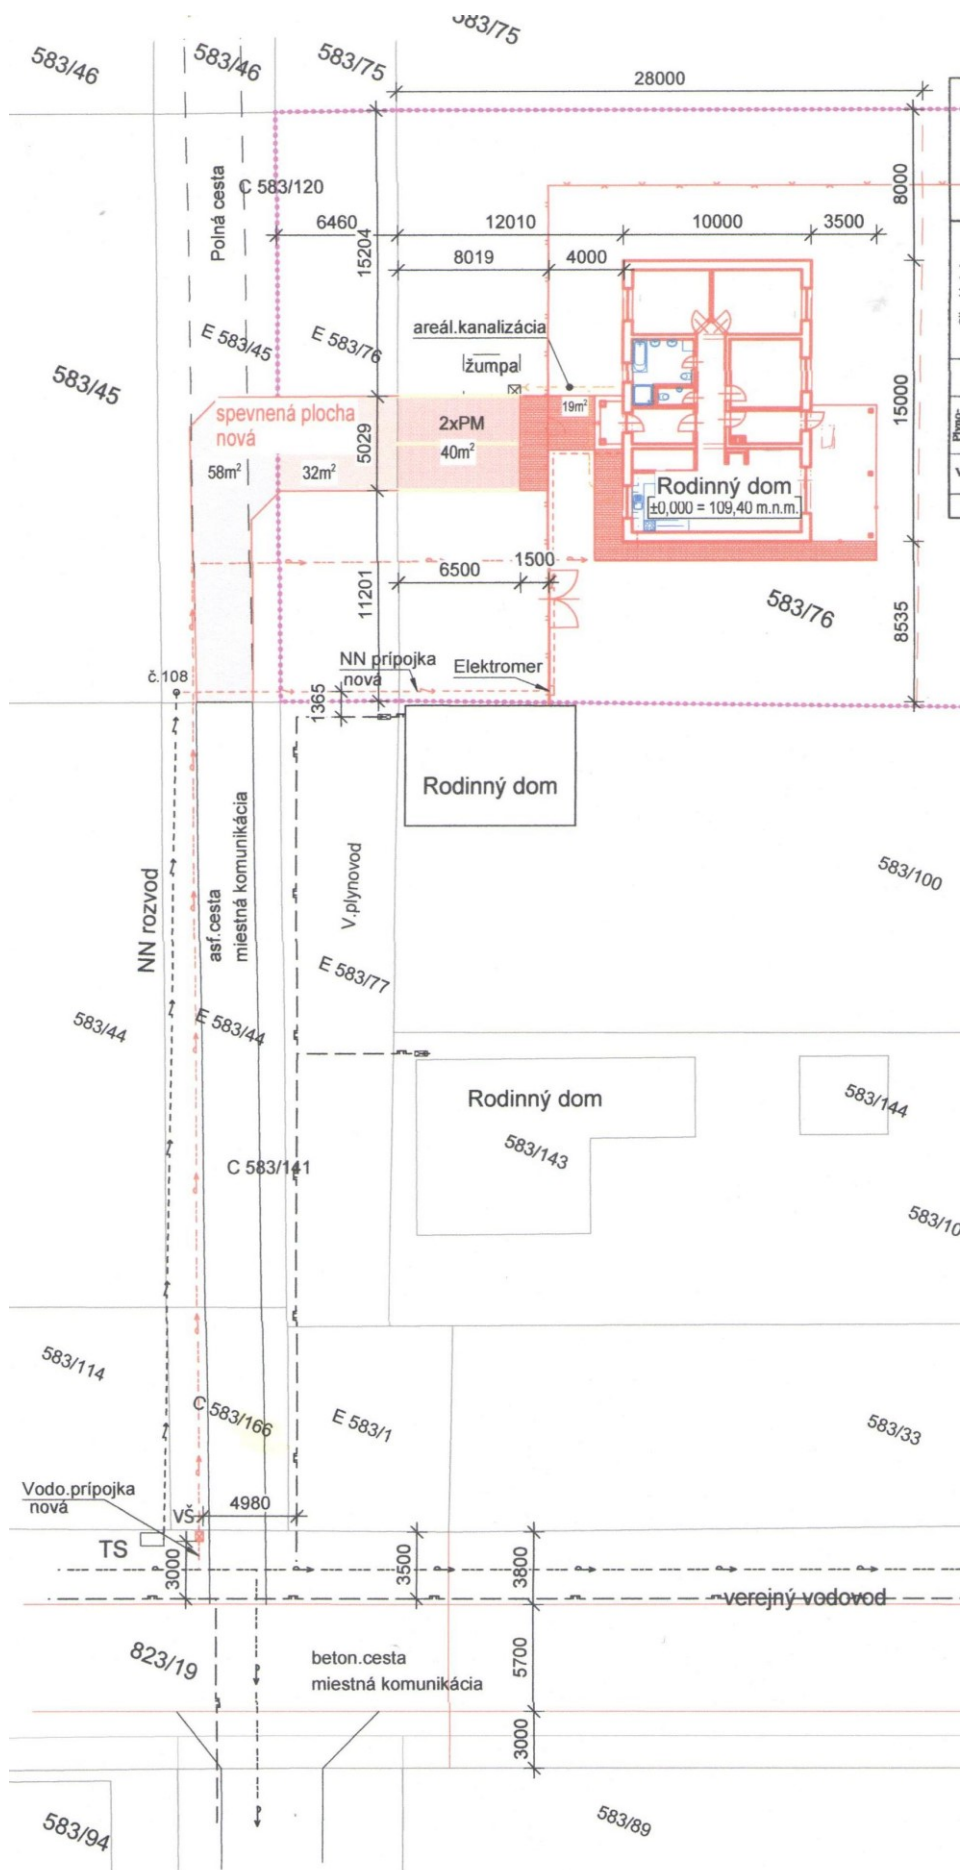 583/75
583/46
583/46
583/75
28000
8000
C 583/120
Polná cesta
6460
12010
10000
3500
15204
8019
4000
areál.kanalizácia
E 583/45
E 583/76
žumpa
583/45
15000
spevnená plocha
nová
5029
2xPM
19m²
58m²
32m²
40m²
Rodinný dom
±0,000 = 109,40 m.n.m.
11201
6500
1500
583/76
8535
NN prípojka
nová
Elektromer
č.108
1365
Rodinný dom
NN rozvod
asf.cesta
miestná komunikácia
V.plynovod
583/100
E 583/77
583/44
E 583/44
Rodinný dom
583/144
583/143
C 583/141
583/10
583/114
C 583/166
E 583/1
583/33
Vodo.prípojka
nová
VŠ
4980
TS
3000
3500
3800
verejný vodovod
823/19
beton.cesta
miestná komunikácia
5700
3000
583/94
583/89